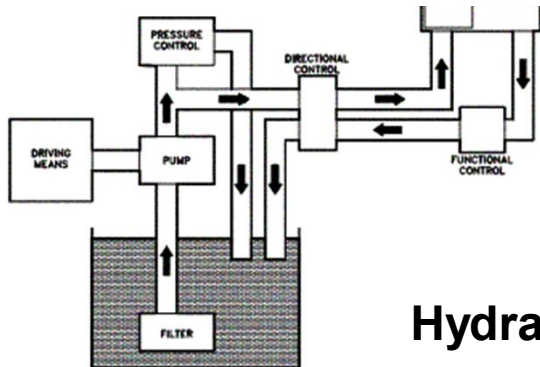 PRESSURE
CONTROL
DIRECTIONAL
CONTROL
DRIVING
MEANS
PUMP
FUNCTIONAL
CONTROL
FILTER
Hydra